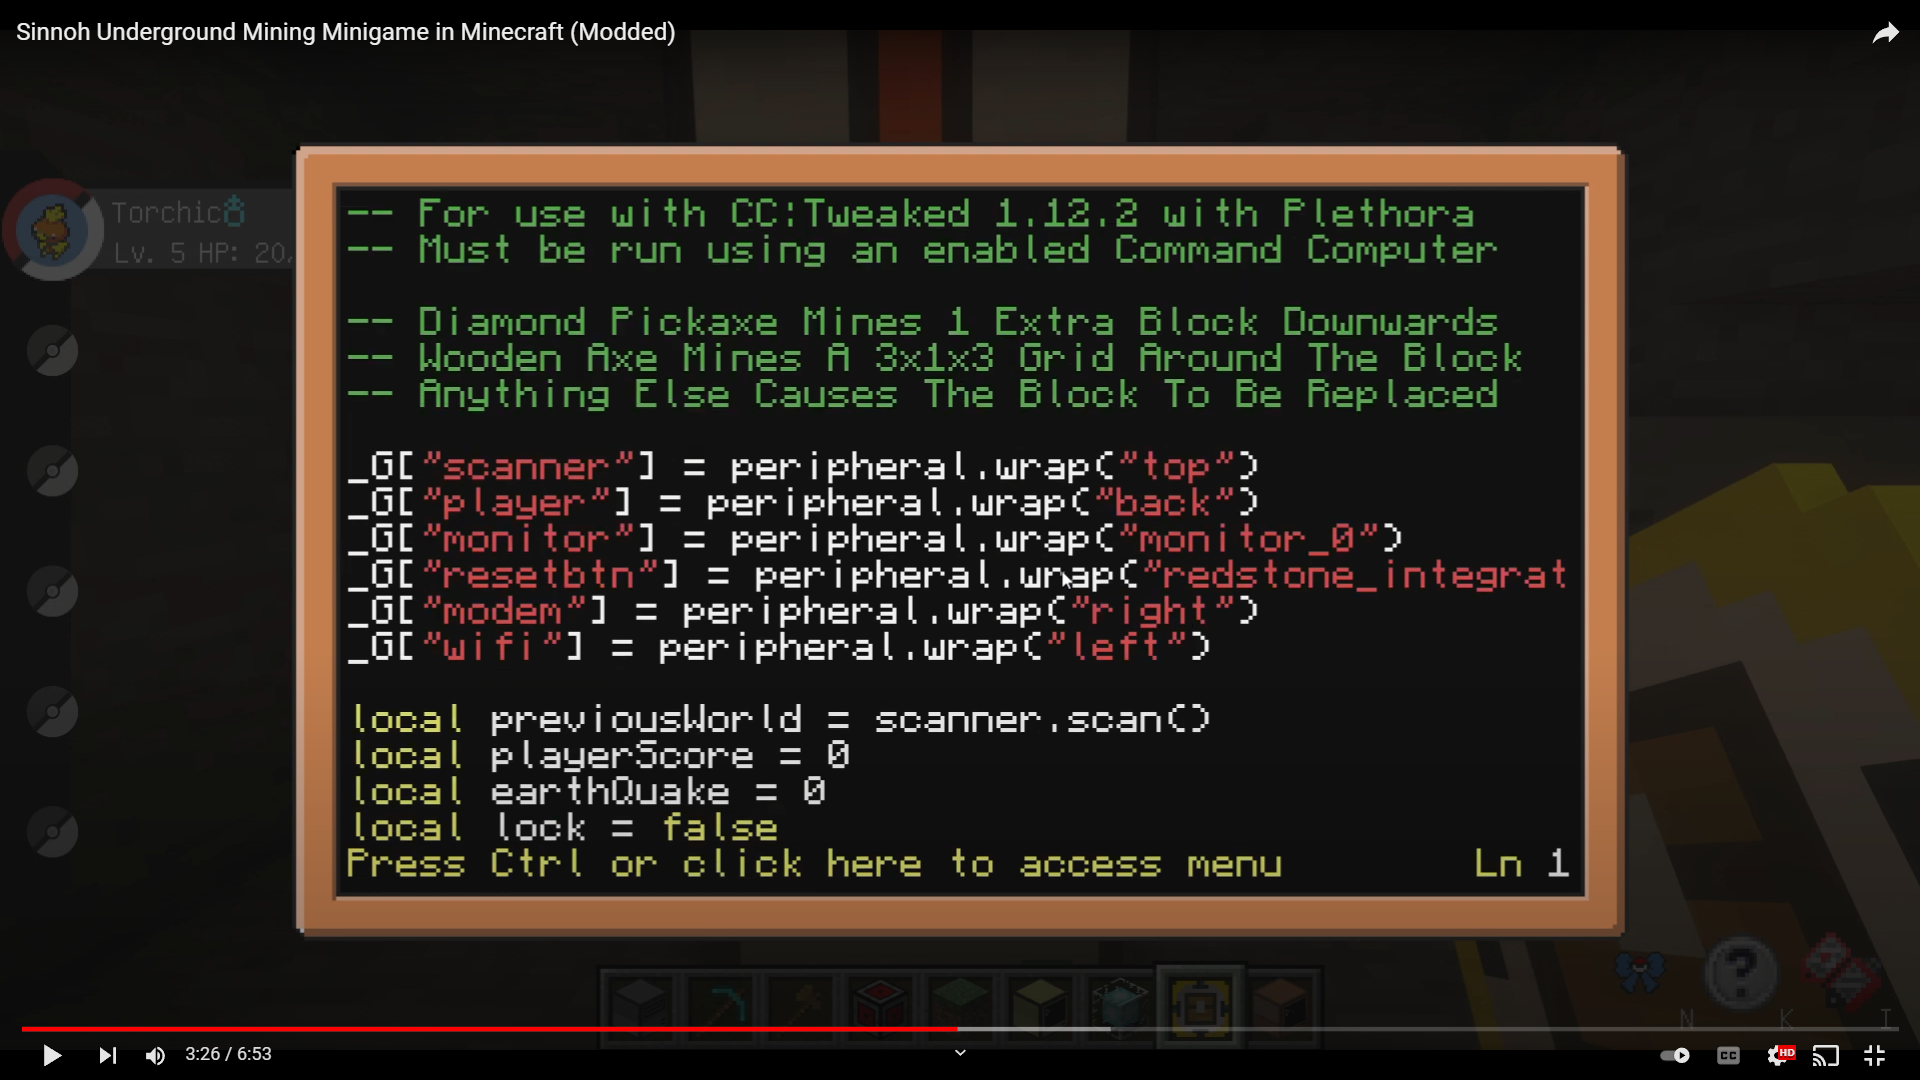 Sinnoh Underground Mining Minigame in Minecraft (Modded)
Torchic
Lv. 5 HP: 20
-- For use with CC:Tweaked 1.12.2 with Plethora
-- Must be run using an enabled Command Computer
-- Diamond Pickaxe Mines 1 Extra Block Downwards
-- Wooden Axe Mines A 3x1x3 Grid Around The Block
-- Anything Else Causes The Block To Be Replaced
_G["scanner"] = peripheral.wrap("top")
_G["player"] = peripheral.wrap("back")
_G["monitor"] = peripheral.wrap("monitor_0")
_G["resetbtn"] = peripheral.wrap("redstone_integrat
_G["modem"] = peripheral.wrap("right")
_G["wifi"] = peripheral.wrap("left")
local previousWorld = scanner.scan()
local playerScore = 0
local earthQuake = 0
local lock = false
Press Ctrl or click here to access menu Ln 1
N K I
3:26 / 6:53
CC HD